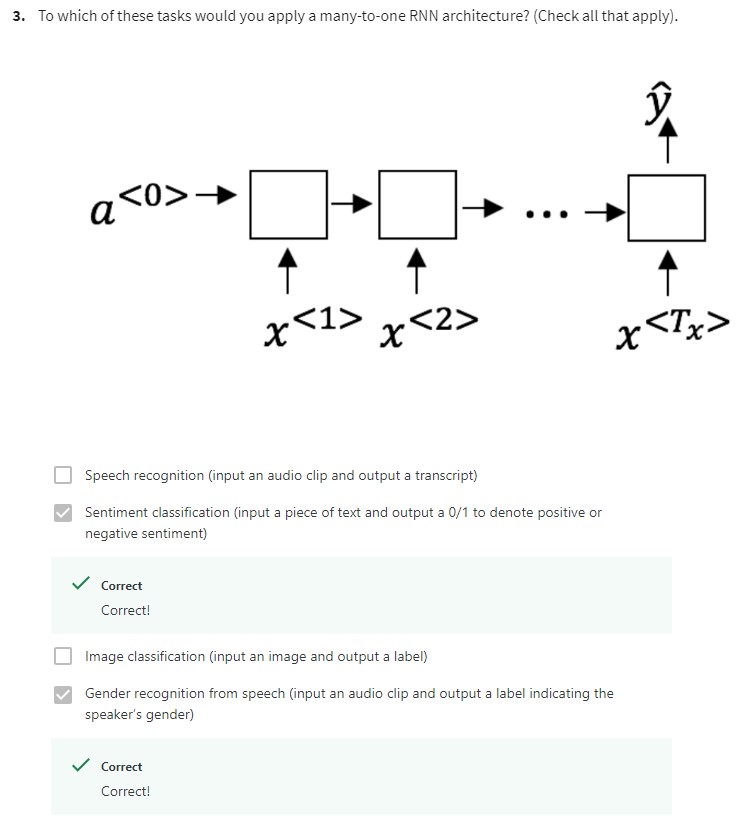 3. To which of these tasks would you apply a many-to-one RNN architecture? (Check all that apply).
ŷ
a<0>
...
x<1> x<2> x<Tx>
Speech recognition (input an audio clip and output a transcript)
Sentiment classification (input a piece of text and output a 0/1 to denote positive or
negative sentiment)
Correct
Correct!
Image classification (input an image and output a label)
Gender recognition from speech (input an audio clip and output a label indicating the
speaker's gender)
Correct
Correct!